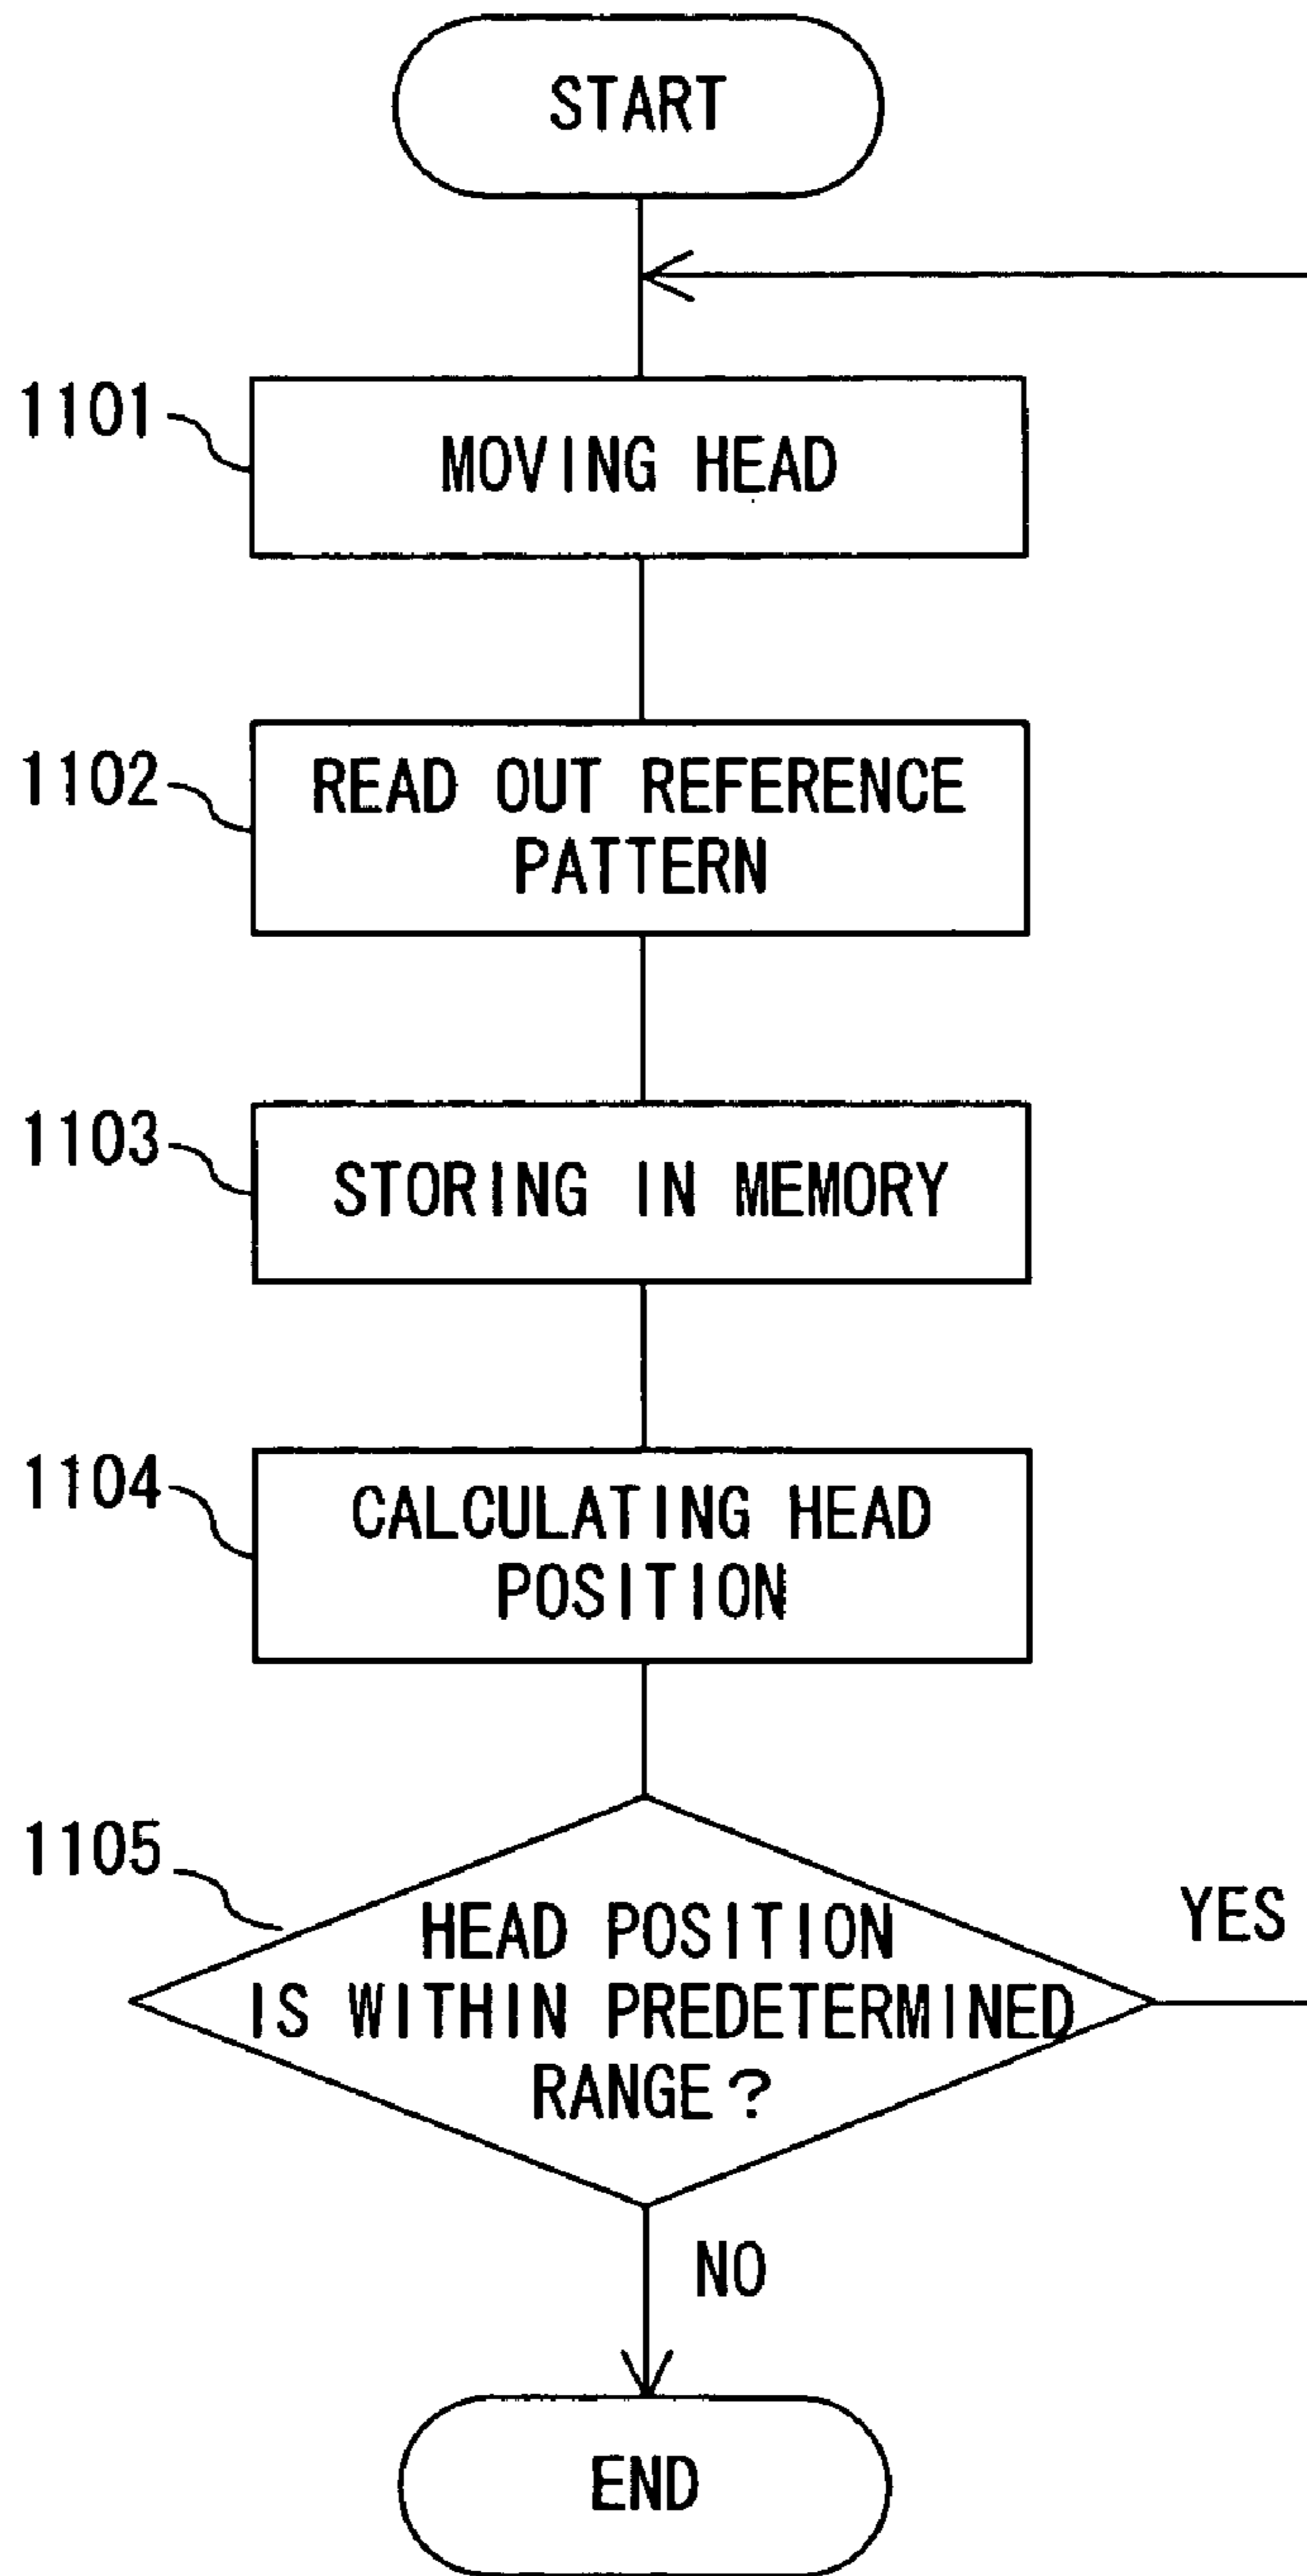 START
1101
MOVING HEAD
1102
READ OUT REFERENCE
PATTERN
1103
STORING IN MEMORY
1104
CALCULATING HEAD
POSITION
1105
HEAD POSITION
IS WITHIN PREDETERMINED
RANGE?
YES
NO
END